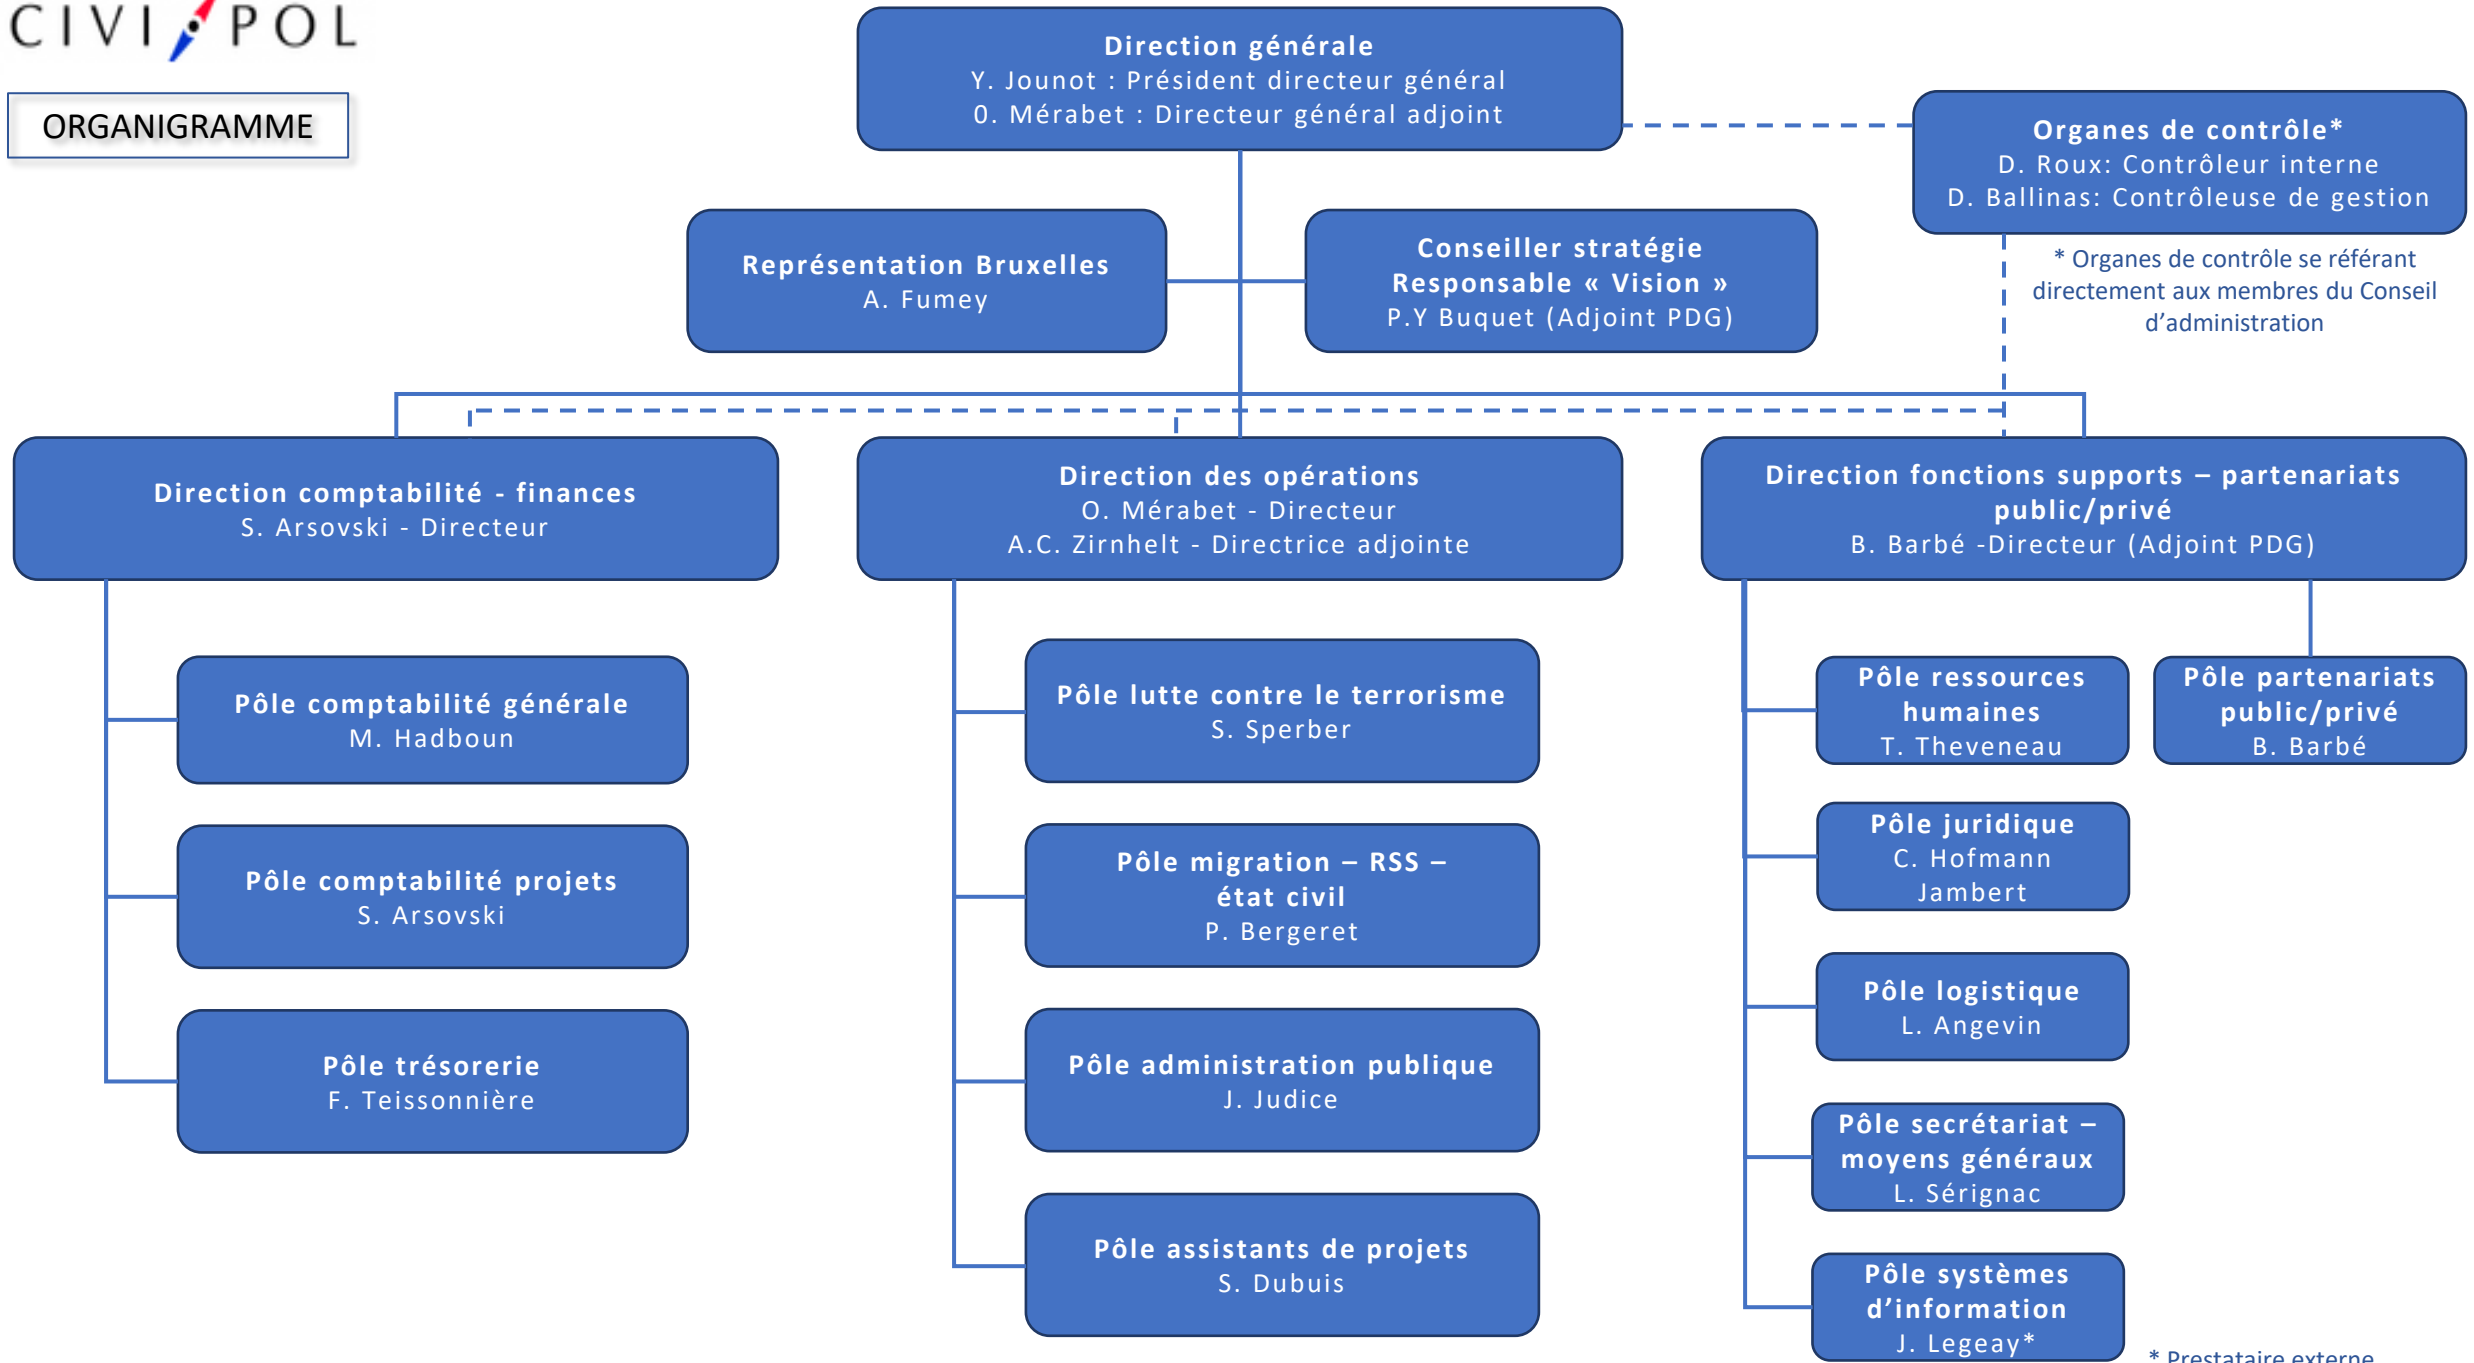 CIVIPOL
ORGANIGRAMME
Direction générale
Y. Jounot : Président directeur général
0. Mérabet : Directeur général adjoint
Organes de contrôle*
D. Roux: Contrôleur interne
D. Ballinas: Contrôleuse de gestion
* Organes de contrôle se référant
directement aux membres du Conseil
d’administration
Représentation Bruxelles
A. Fumey
Conseiller stratégie
Responsable « Vision »
P.Y Buquet (Adjoint PDG)
Direction comptabilité - finances
S. Arsovski - Directeur
Direction des opérations
O. Mérabet - Directeur
A.C. Zirnhelt - Directrice adjointe
Direction fonctions supports – partenariats
public/privé
B. Barbé -Directeur (Adjoint PDG)
Pôle comptabilité générale
M. Hadboun
Pôle comptabilité projets
S. Arsovski
Pôle trésorerie
F. Teissonnière
Pôle lutte contre le terrorisme
S. Sperber
Pôle migration – RSS –
état civil
P. Bergeret
Pôle administration publique
J. Judice
Pôle assistants de projets
S. Dubuis
Pôle ressources
humaines
T. Theveneau
Pôle partenariats
public/privé
B. Barbé
Pôle juridique
C. Hofmann
Jambert
Pôle logistique
L. Angevin
Pôle secrétariat –
moyens généraux
L. Sérignac
Pôle systèmes
d’information
J. Legeay*
* Prestataire externe